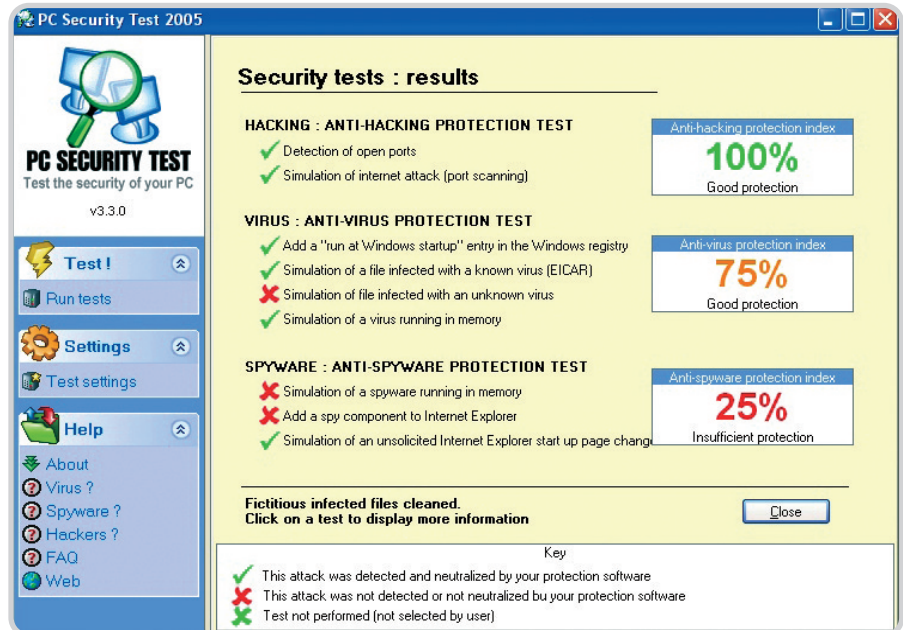 PC Security Test 2005
PC SECURITY TEST
Test the security of your PC
v3.3.0
Test !
Run tests
Settings
Test settings
Help
About
Virus ?
Spyware ?
Hackers ?
FAQ
Web
Security tests : results
HACKING : ANTI-HACKING PROTECTION TEST
Detection of open ports
Simulation of internet attack (port scanning)
Anti-hacking protection index
100%
Good protection
VIRUS : ANTI-VIRUS PROTECTION TEST
Add a "run at Windows startup" entry in the Windows registry
Simulation of a file infected with a known virus (EICAR)
Simulation of file infected with an unknown virus
Simulation of a virus running in memory
Anti-virus protection index
75%
Good protection
SPYWARE : ANTI-SPYWARE PROTECTION TEST
Simulation of a spyware running in memory
Add a spy component to Internet Explorer
Simulation of an unsolicited Internet Explorer start up page chang
Anti-spyware protection index
25%
Insufficient protection
Fictitious infected files cleaned.
Click on a test to display more information
Close
Key
This attack was detected and neutralized by your protection software
This attack was not detected or not neutralized bu your protection software
Test not performed (not selected by user)